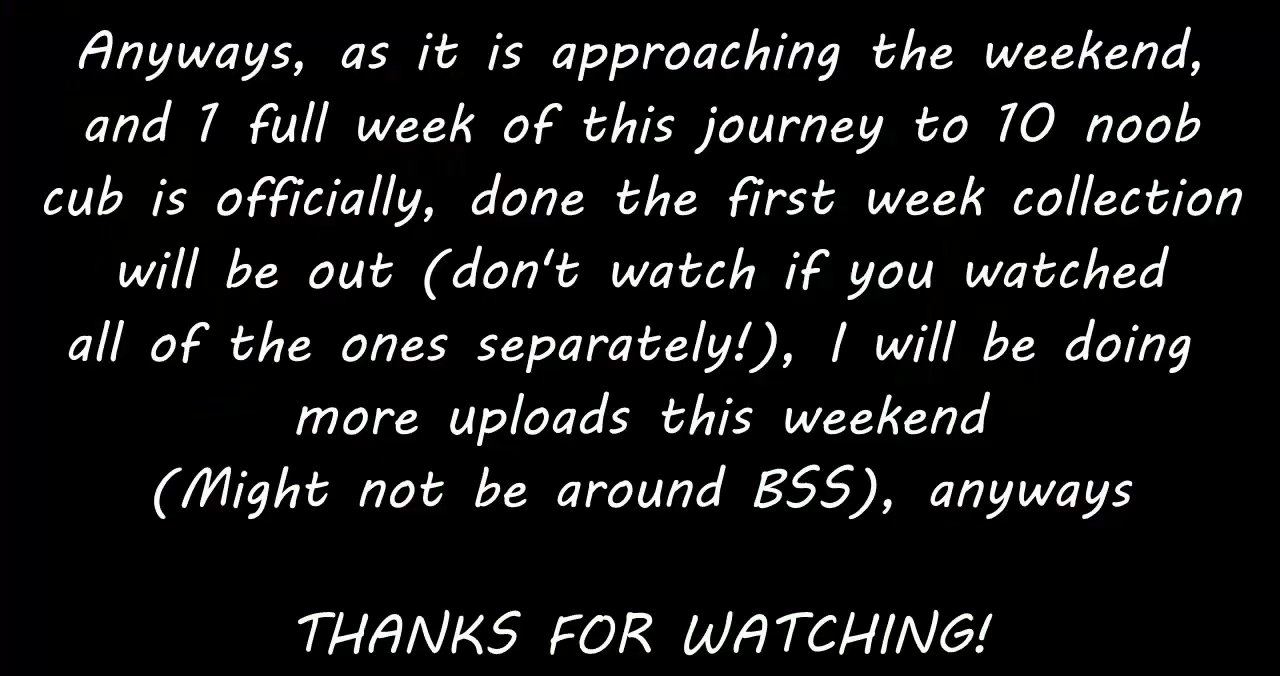 Anyways, as it is approaching the weekend,
and 1 full week of this journey to 10 noob
cub is officially, done the first week collection
will be out (don't watch if you watched
all of the ones separately!), I will be doing
more uploads this weekend
(Might not be around BSS), anyways
THANKS FOR WATCHING!